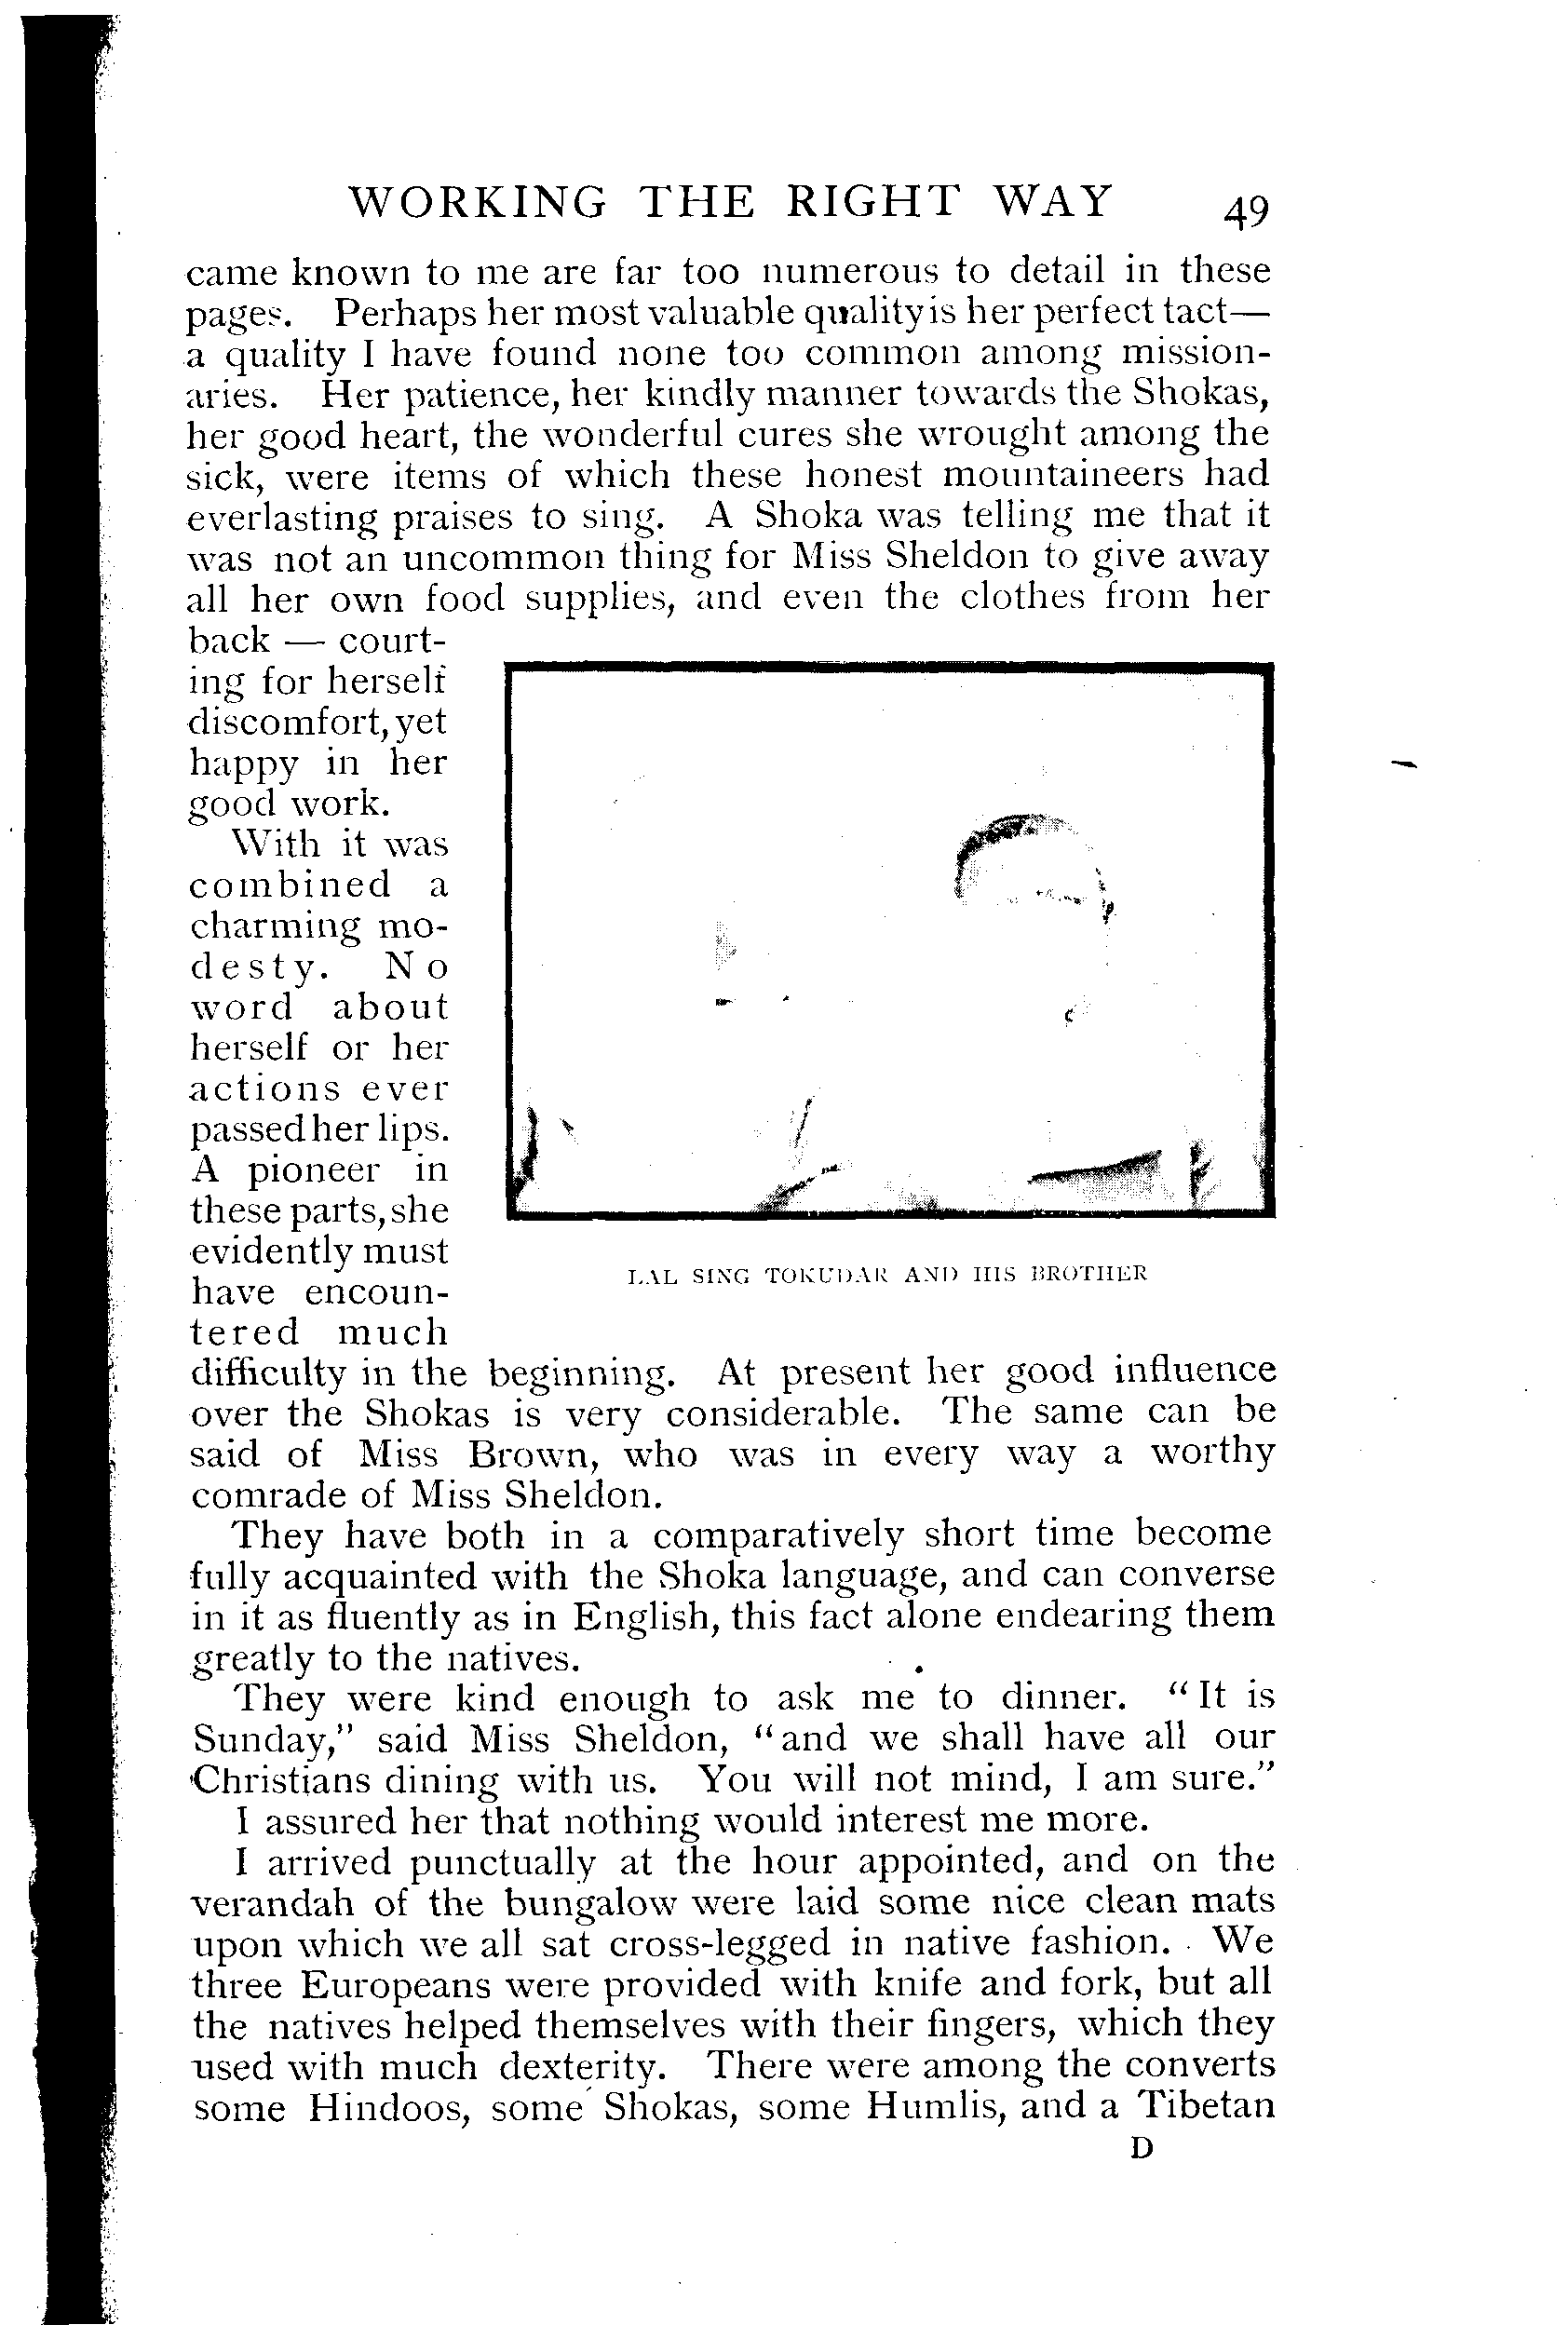 WORKING THE RIGHT WAY 49
came known to me are far too numerous to detail in these
pages. Perhaps her most valuable quality is her perfect tact—
a quality I have found none too common among mission-
aries. Her patience, her kindly manner towards the Shokas,
her good heart, the wonderful cures she wrought among the
sick, were items of which these honest mountaineers had
everlasting praises to sing. A Shoka was telling me that it
was not an uncommon thing for Miss Sheldon to give away
all her own food supplies, and even the clothes from her
back — court-
ing for herself
discomfort, yet
happy in her
good work.
With it was
combined a
charming mo-
desty. No
word about
herself or her
actions ever
passed her lips.
A pioneer in
these parts, she
evidently must
have encoun-
tered much
LAL SING TOKUDAR AND HIS BROTHER
difficulty in the beginning. At present her good influence
over the Shokas is very considerable. The same can be
said of Miss Brown, who was in every way a worthy
comrade of Miss Sheldon.
They have both in a comparatively short time become
fully acquainted with the Shoka language, and can converse
in it as fluently as in English, this fact alone endearing them
greatly to the natives.
They were kind enough to ask me to dinner. "It is
Sunday," said Miss Sheldon, "and we shall have all our
Christians dining with us. You will not mind, I am sure."
I assured her that nothing would interest me more.
I arrived punctually at the hour appointed, and on the
verandah of the bungalow were laid some nice clean mats
upon which we all sat cross-legged in native fashion. We
three Europeans were provided with knife and fork, but all
the natives helped themselves with their fingers, which they
used with much dexterity. There were among the converts
some Hindoos, some Shokas, some Humlis, and a Tibetan
D